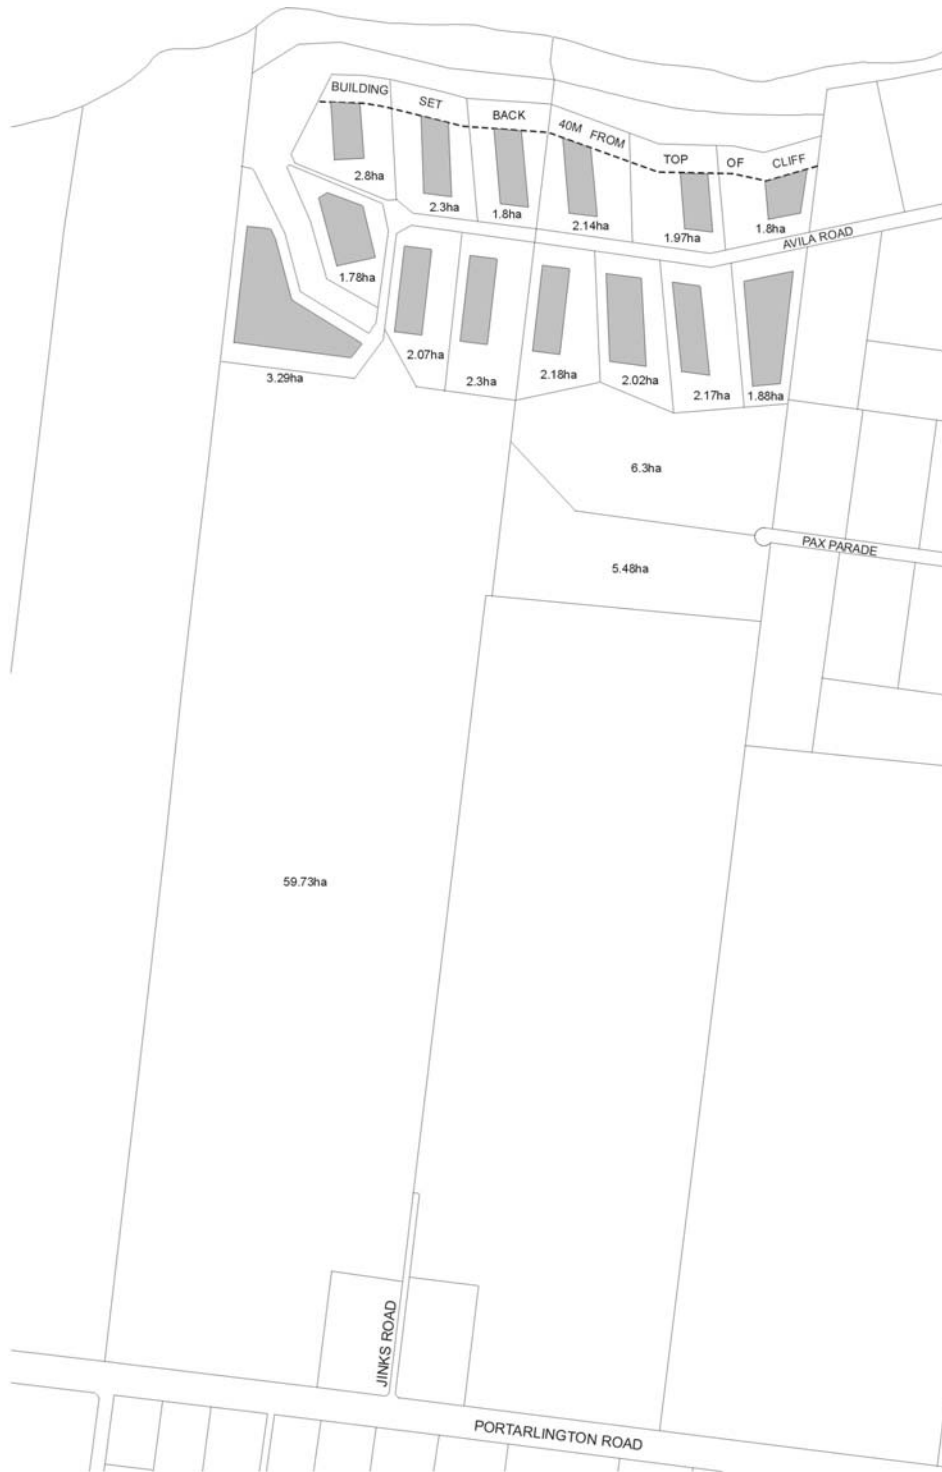 BUILDING SET BACK 40M FROM TOP OF CLIFF
2.8ha
2.3ha
1.8ha
2.14ha
1.97ha
1.8ha
AVILA ROAD
1.78ha
3.29ha
2.07ha
2.3ha
2.18ha
2.02ha
2.17ha
1.88ha
6.3ha
PAX PARADE
5.48ha
59.73ha
JINKS ROAD
PORTARLINGTON ROAD